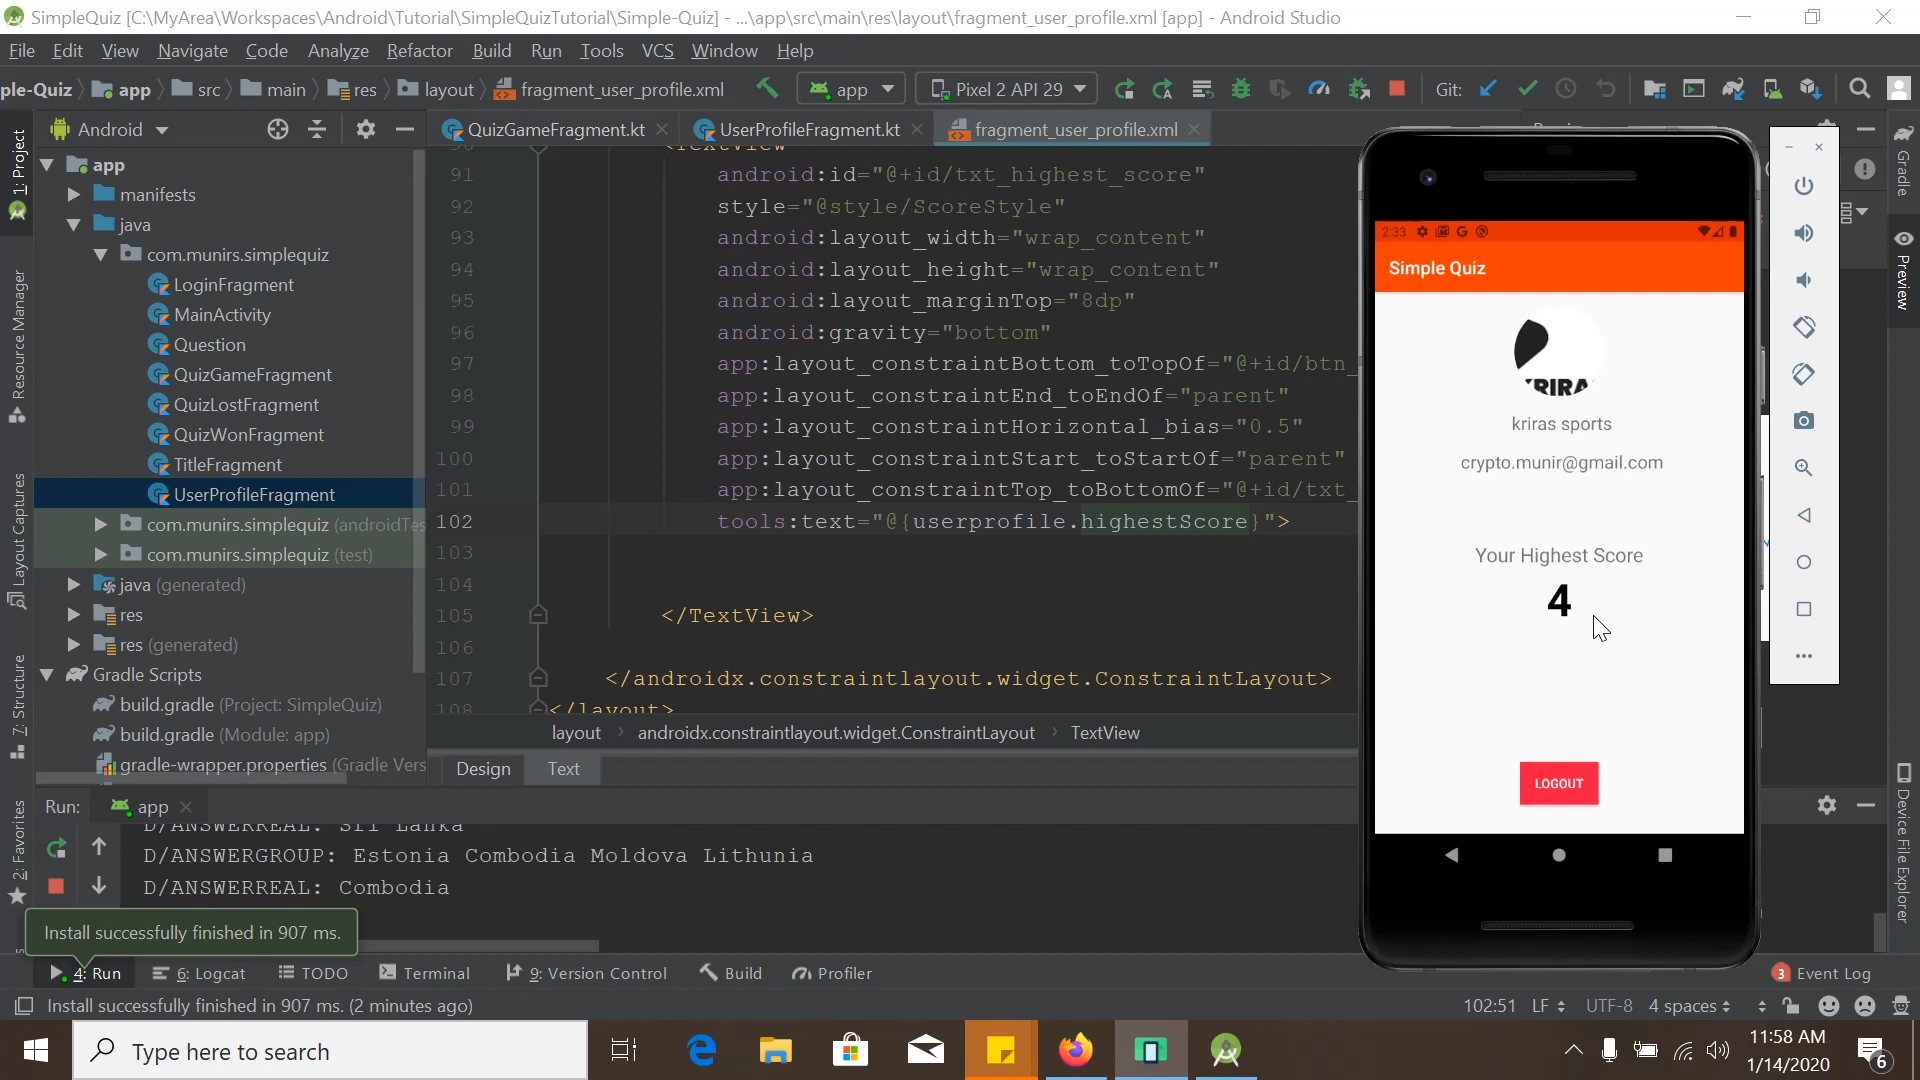 SimpleQuiz [C:\MyArea\Workspaces\Android\Tutorial\SimpleQuizTutorial\Simple-Quiz] - ...\app\src\main\res\layout\fragment_user_profile.xml [app] - Android Studio
File Edit View Navigate Code Analyze Refactor Build Run Tools VCS Window Help
ple-Quiz app src main res layout fragment_user_profile.xml app Pixel 2 API 29 Git:
Android QuizGameFragment.kt UserProfileFragment.kt fragment_user_profile.xml
1: Project
Resource Manager
Layout Captures
7: Structure
2: Favorites
app
manifests
java
com.munirs.simplequiz
LoginFragment
MainActivity
Question
QuizGameFragment
QuizLostFragment
QuizWonFragment
TitleFragment
UserProfileFragment
com.munirs.simplequiz (androidTes
com.munirs.simplequiz (test)
java (generated)
res
res (generated)
Gradle Scripts
build.gradle (Project: SimpleQuiz)
build.gradle (Module: app)
gradle-wrapper.properties (Gradle Vers
<TextView
91 android:id="@+id/txt_highest_score"
92 style="@style/ScoreStyle"
93 android:layout_width="wrap_content"
94 android:layout_height="wrap_content"
95 android:layout_marginTop="8dp"
96 android:gravity="bottom"
97 app:layout_constraintBottom_toTopOf="@+id/btn_
98 app:layout_constraintEnd_toEndOf="parent"
99 app:layout_constraintHorizontal_bias="0.5"
100 app:layout_constraintStart_toStartOf="parent"
101 app:layout_constraintTop_toBottomOf="@+id/txt_
102 tools:text="@{userprofile.highestScore}">
103
104
105 </TextView>
106
107 </androidx.constraintlayout.widget.ConstraintLayout>
108 </layout>
layout androidx.constraintlayout.widget.ConstraintLayout TextView
Design Text
2:33
Simple Quiz
KRIRA
kriras sports
crypto.munir@gmail.com
Your Highest Score
4
LOGOUT
Gradle
Preview
Device File Explorer
Run: app
D/ANSWERREAL: Sri Lanka
D/ANSWERGROUP: Estonia Combodia Moldova Lithunia
D/ANSWERREAL: Combodia
Install successfully finished in 907 ms.
4: Run 6: Logcat TODO Terminal 9: Version Control Build Profiler 3 Event Log
Install successfully finished in 907 ms. (2 minutes ago) 102:51 LF UTF-8 4 spaces
Type here to search
11:58 AM
1/14/2020
6